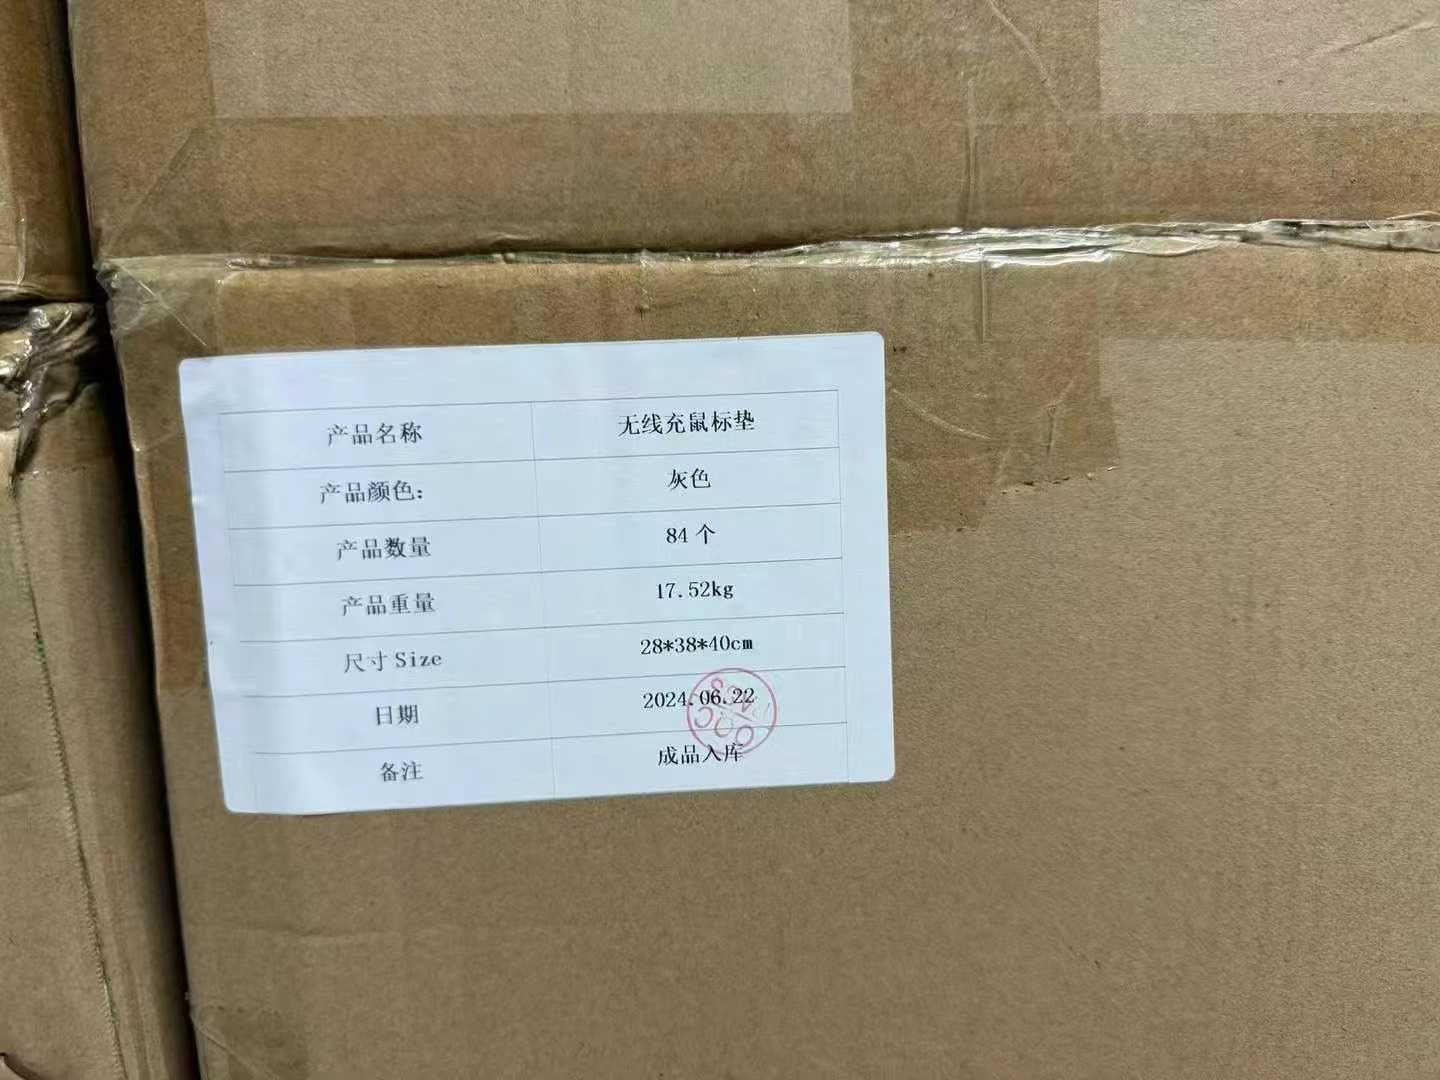 产品名称 无线充鼠标垫
产品颜色： 灰色
产品数量 84 个
产品重量 17.52kg
尺寸 Size 28*38*40cm
日期 2024.06.22
备注 成品入库